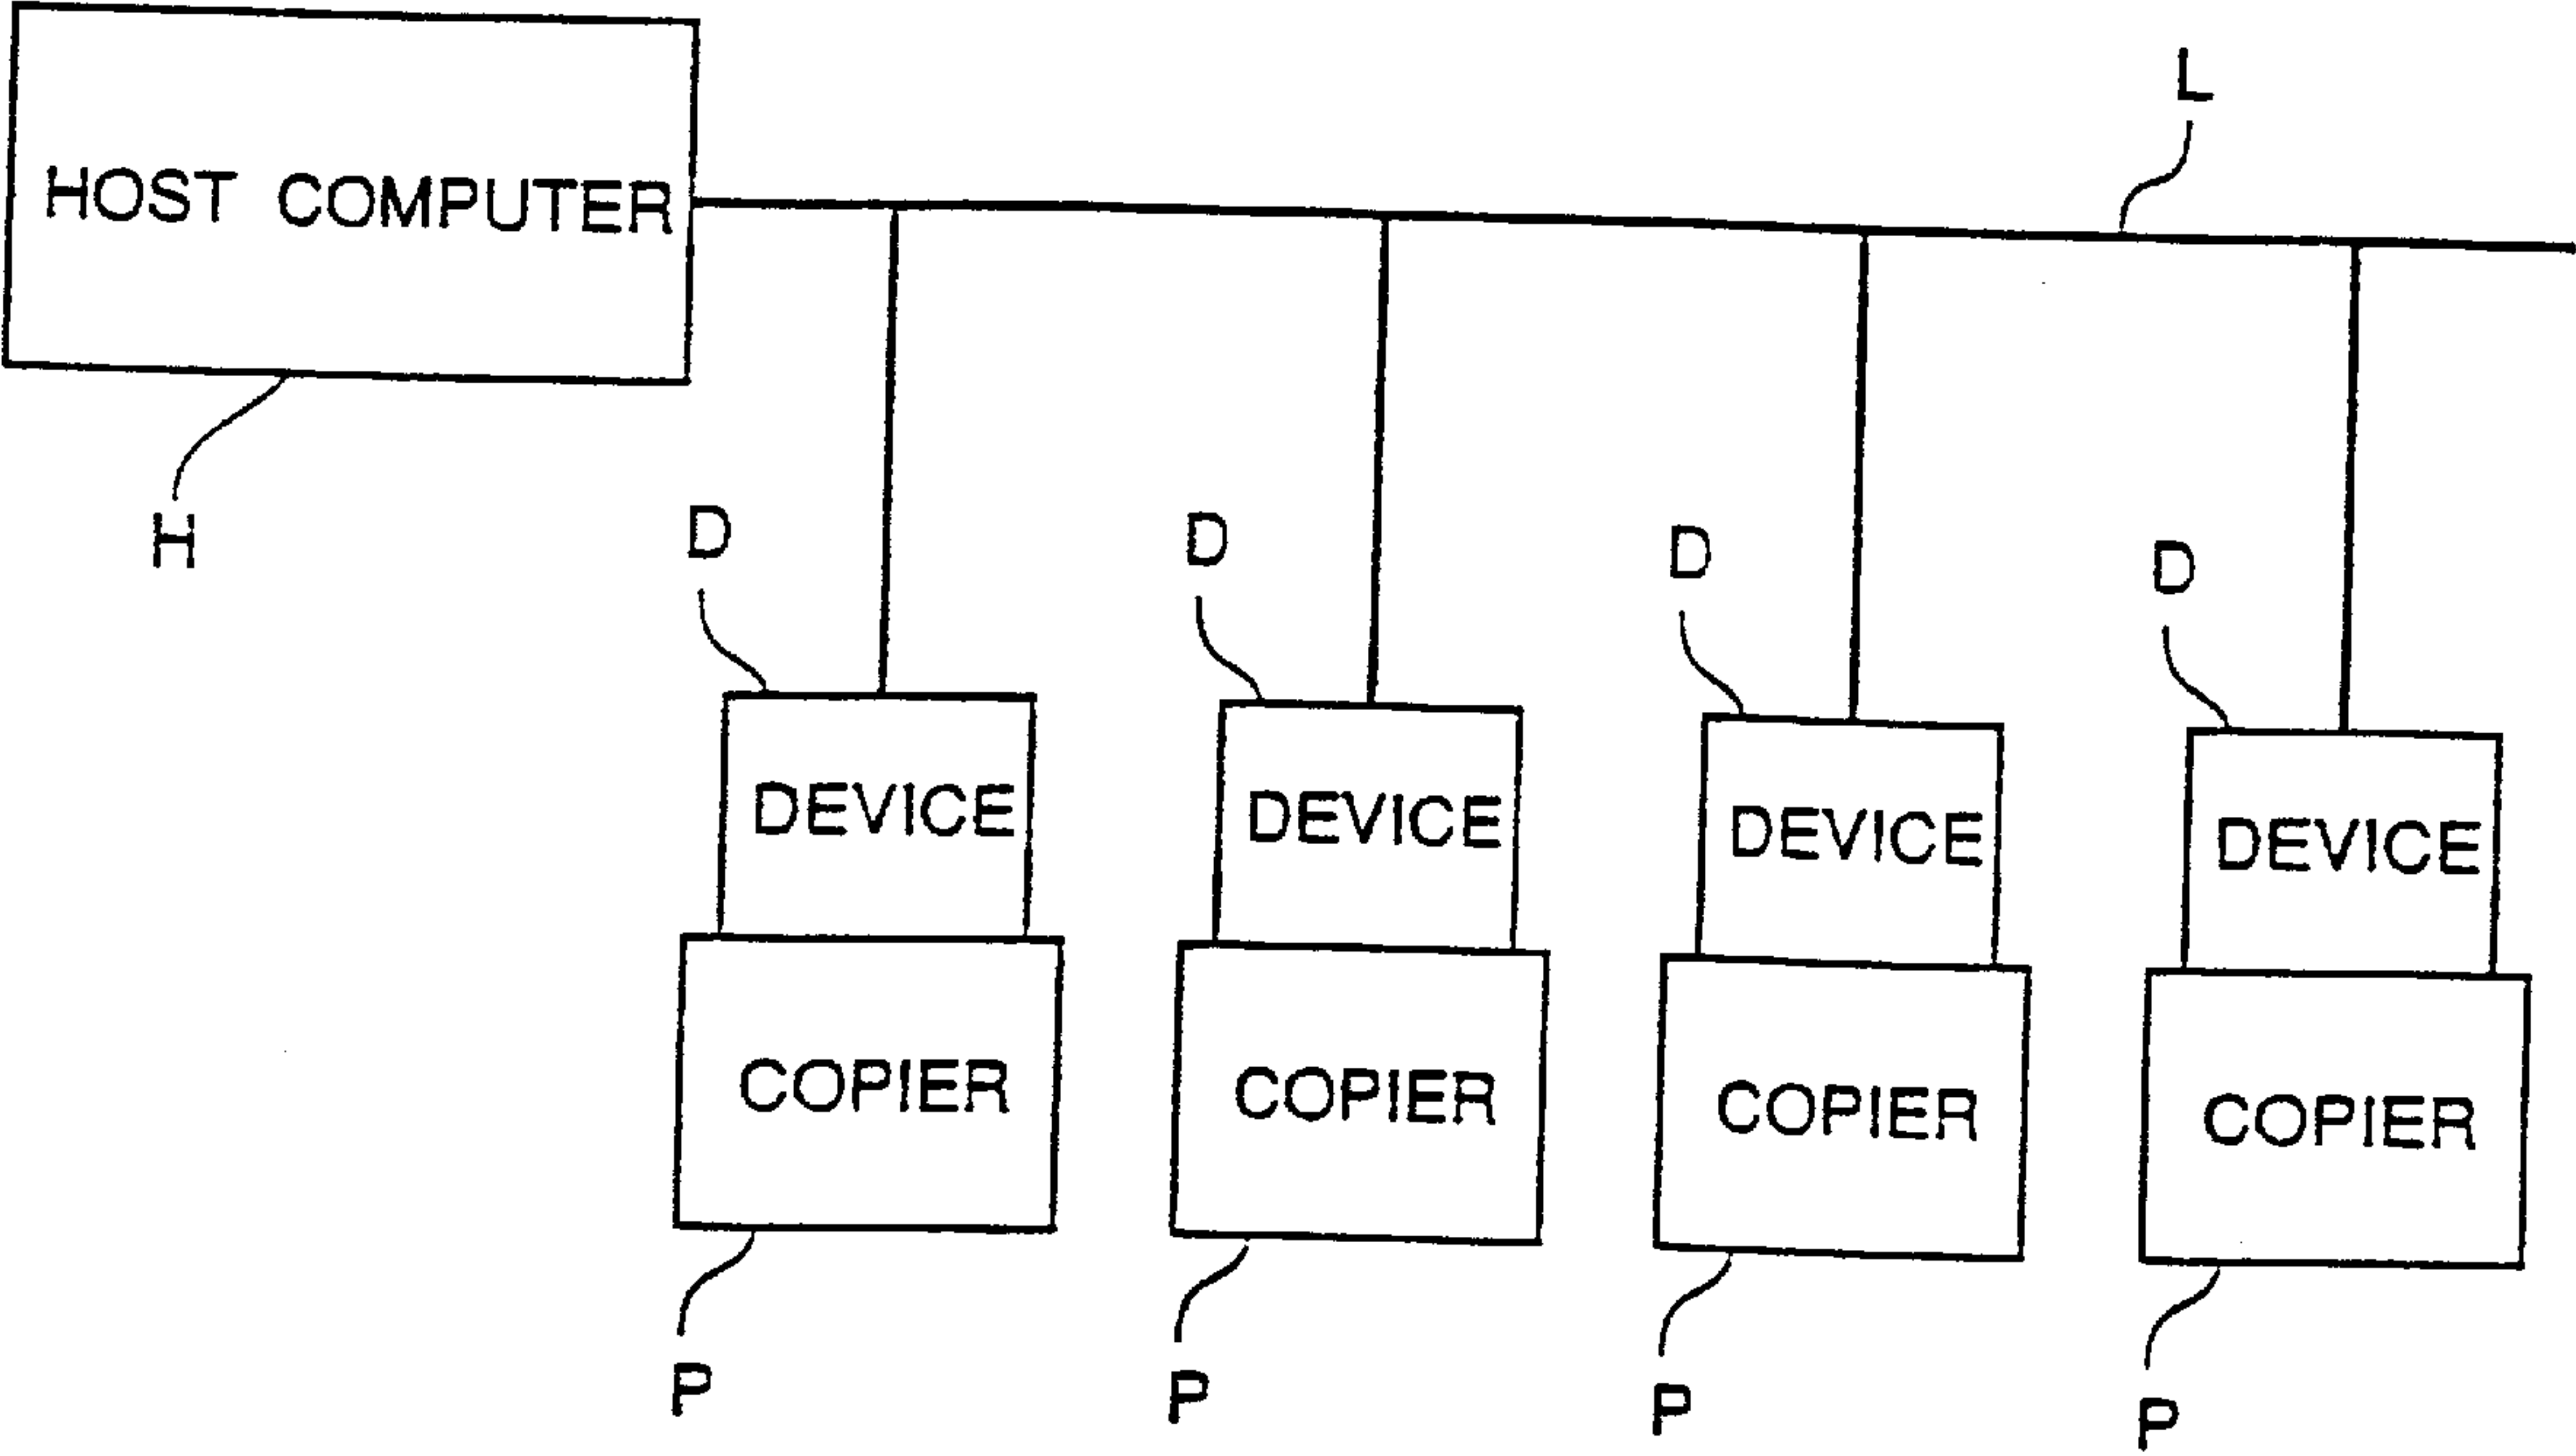 L
HOST COMPUTER
H
D D D D
DEVICE DEVICE DEVICE DEVICE
COPIER COPIER COPIER COPIER
P P P P